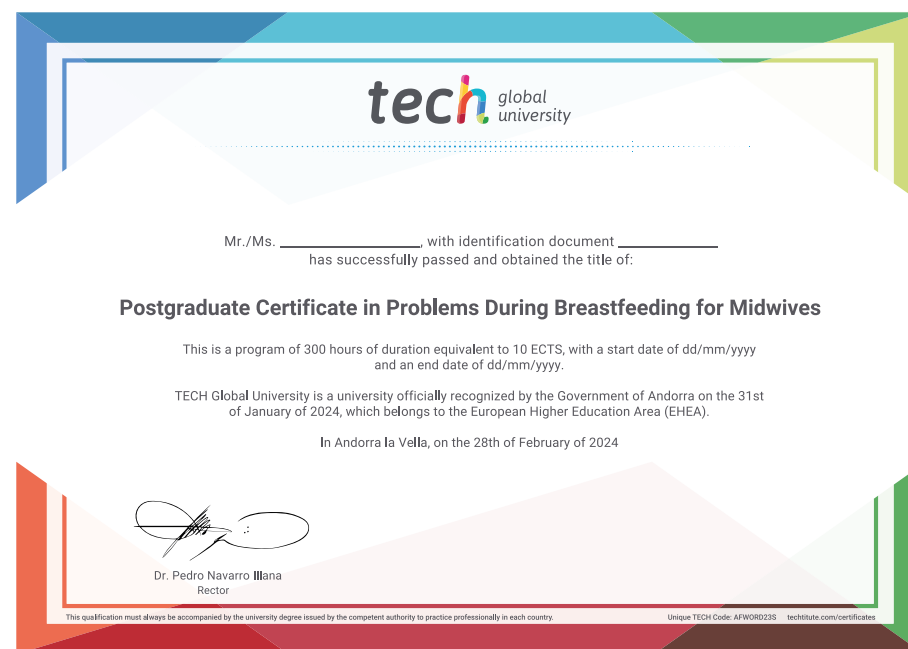 tech global
university
Mr./Ms. ____________________, with identification document ______________
has successfully passed and obtained the title of:
Postgraduate Certificate in Problems During Breastfeeding for Midwives
This is a program of 300 hours of duration equivalent to 10 ECTS, with a start date of dd/mm/yyyy
and an end date of dd/mm/yyyy.
TECH Global University is a university officially recognized by the Government of Andorra on the 31st
of January of 2024, which belongs to the European Higher Education Area (EHEA).
In Andorra la Vella, on the 28th of February of 2024
Dr. Pedro Navarro Illana
Rector
This qualification must always be accompanied by the university degree issued by the competent authority to practice professionally in each country. Unique TECH Code: AFWORD23S techtitute.com/certificates